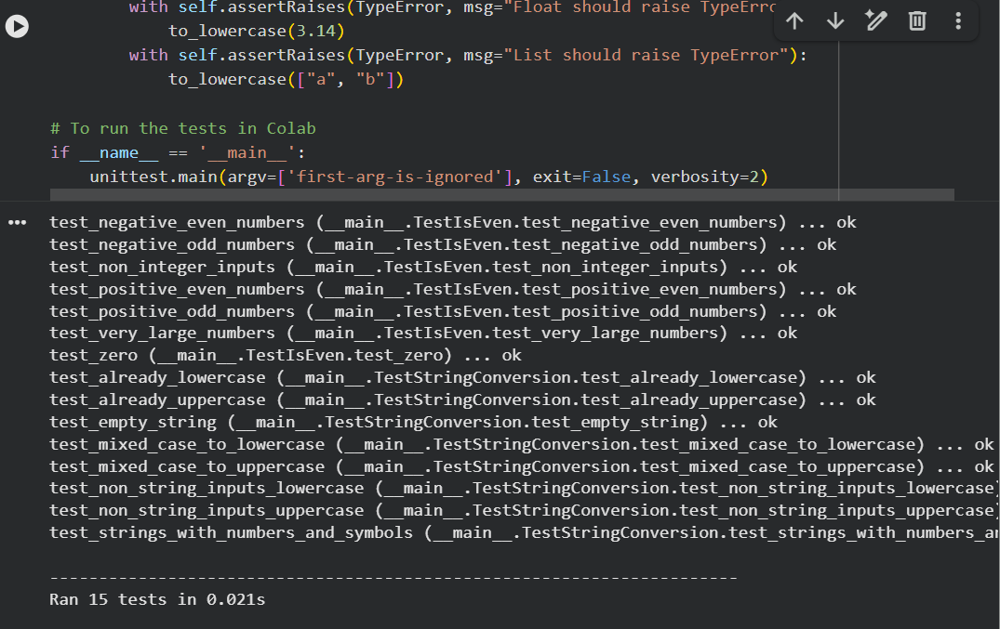 with self.assertRaises(TypeError, msg="Float should raise TypeErro
to_lowercase(3.14)
with self.assertRaises(TypeError, msg="List should raise TypeError"):
to_lowercase(["a", "b"])
# To run the tests in Colab
if __name__ == '__main__':
unittest.main(argv=['first-arg-is-ignored'], exit=False, verbosity=2)
test_negative_even_numbers (__main__.TestIsEven.test_negative_even_numbers) ... ok
test_negative_odd_numbers (__main__.TestIsEven.test_negative_odd_numbers) ... ok
test_non_integer_inputs (__main__.TestIsEven.test_non_integer_inputs) ... ok
test_positive_even_numbers (__main__.TestIsEven.test_positive_even_numbers) ... ok
test_positive_odd_numbers (__main__.TestIsEven.test_positive_odd_numbers) ... ok
test_very_large_numbers (__main__.TestIsEven.test_very_large_numbers) ... ok
test_zero (__main__.TestIsEven.test_zero) ... ok
test_already_lowercase (__main__.TestStringConversion.test_already_lowercase) ... ok
test_already_uppercase (__main__.TestStringConversion.test_already_uppercase) ... ok
test_empty_string (__main__.TestStringConversion.test_empty_string) ... ok
test_mixed_case_to_lowercase (__main__.TestStringConversion.test_mixed_case_to_lowercase) ... ok
test_mixed_case_to_uppercase (__main__.TestStringConversion.test_mixed_case_to_uppercase) ... ok
test_non_string_inputs_lowercase (__main__.TestStringConversion.test_non_string_inputs_lowercase)
test_non_string_inputs_uppercase (__main__.TestStringConversion.test_non_string_inputs_uppercase)
test_strings_with_numbers_and_symbols (__main__.TestStringConversion.test_strings_with_numbers_a
----------------------------------------------------------------------
Ran 15 tests in 0.021s